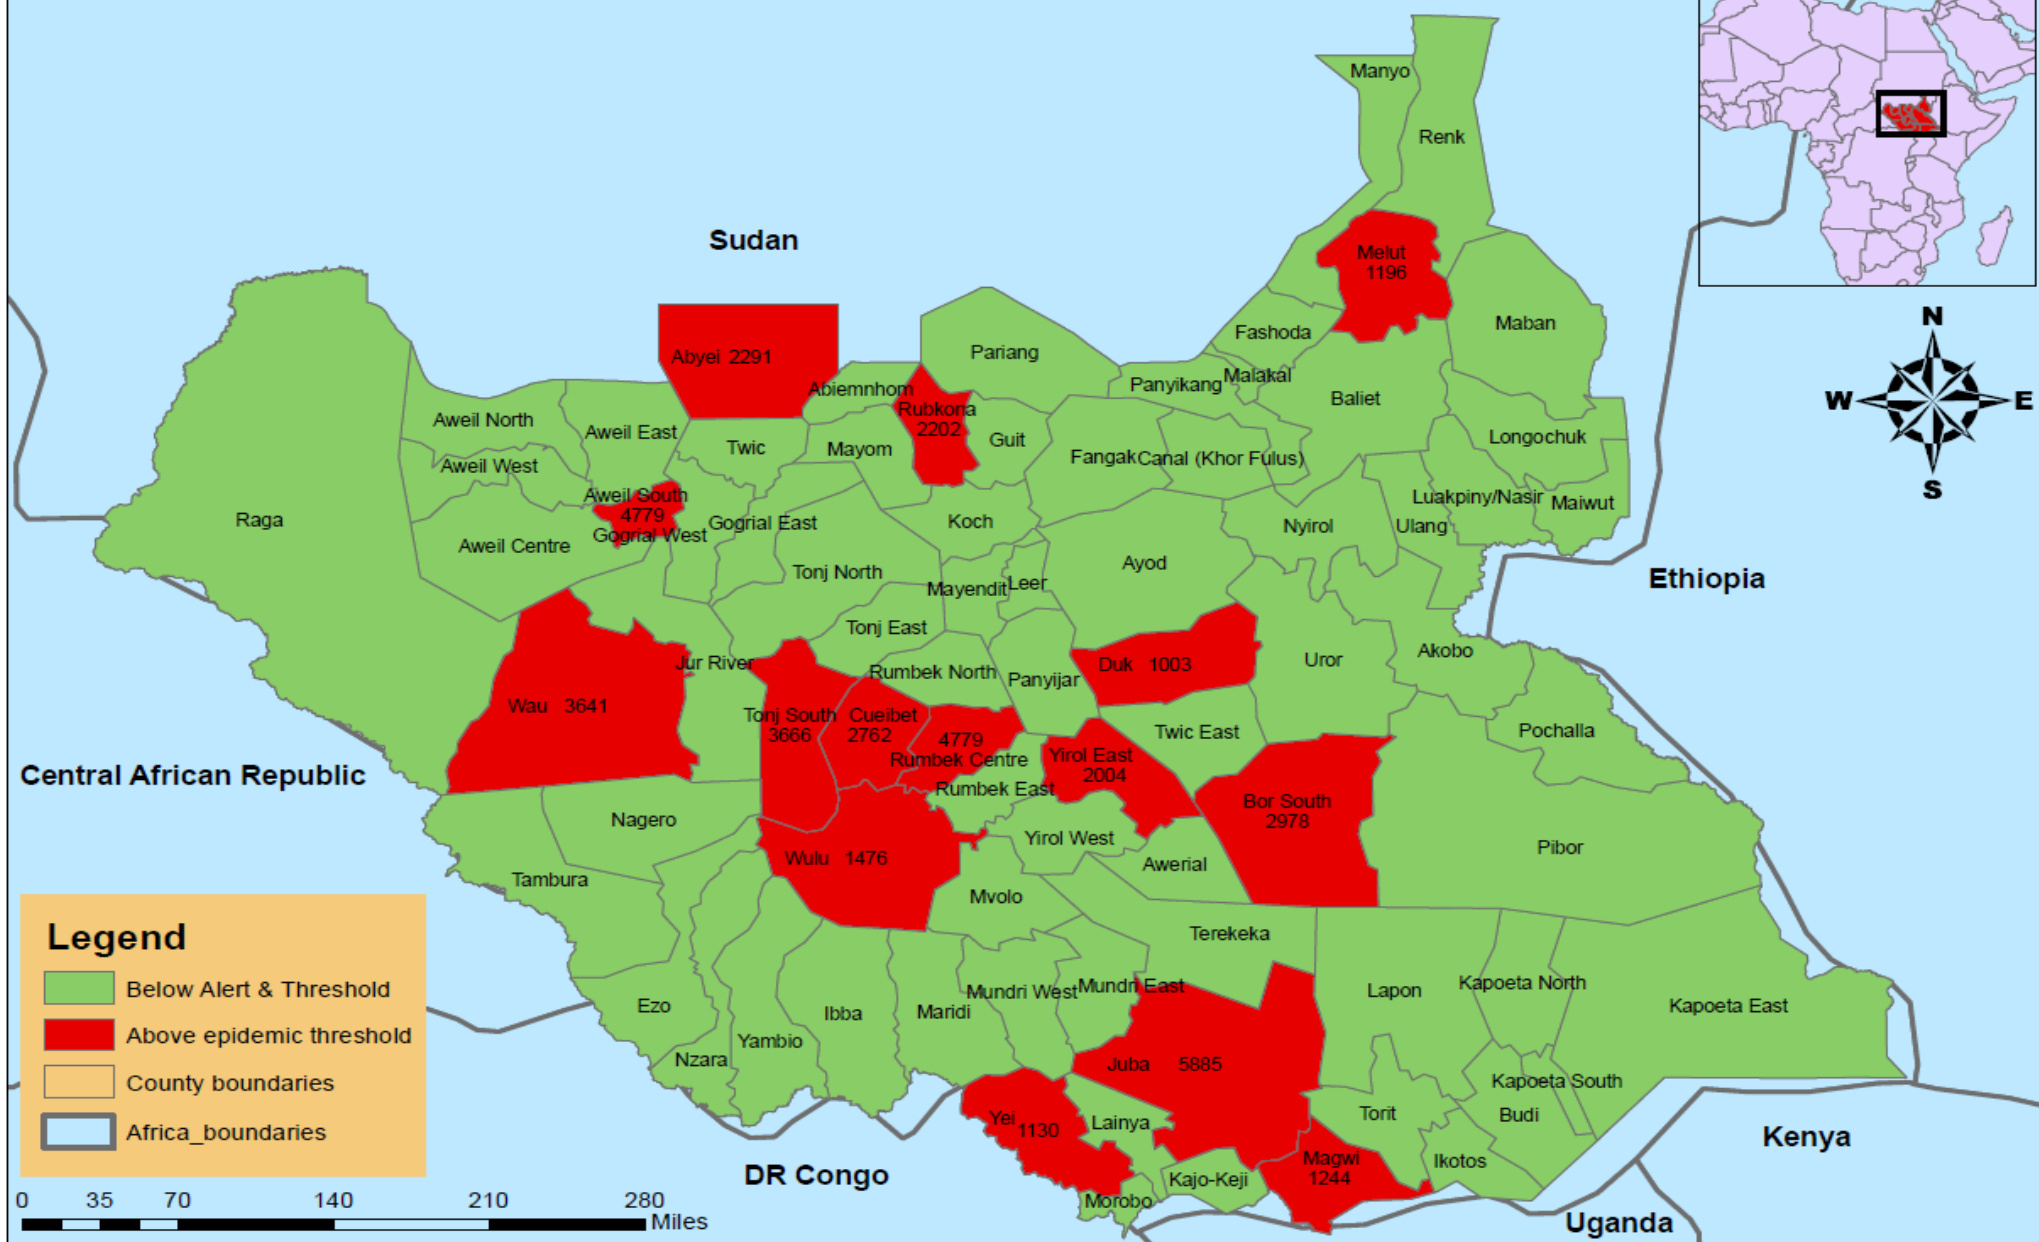 Manyo
Renk
Sudan
Melut
1196
Maban
Fashoda
N
Abyei 2291
Pariang
Panyikang
Malakal
Baliet
W
E
Abiemnhom
Rubkona
2202
Guit
Aweil North
Aweil East
Twic
Mayom
Longochuk
Aweil West
Fangak
Canal (Khor Fulus)
S
Aweil South
4779
Gogrial West
Gogrial East
Koch
Luakpiny/Nasir
Maiwut
Raga
Aweil Centre
Nyirol
Ulang
Tonj North
Mayendit
Leer
Ayod
Ethiopia
Tonj East
Jur River
Rumbek North
Panyijar
Duk 1003
Uror
Akobo
Wau 3641
Tonj South
3666
Cueibet
2762
4779
Rumbek Centre
Yirol East
2004
Twic East
Pochalla
Central African Republic
Rumbek East
Bor South
2978
Nagero
Yirol West
Pibor
Wulu 1476
Awerial
Tambura
Mvolo
Terekeka
Legend
Below Alert & Threshold
Above epidemic threshold
County boundaries
Africa_boundaries
Ezo
Ibba
Maridi
Mundri West
Mundri East
Lapon
Kapoeta North
Kapoeta East
Nzara
Yambio
Juba 5885
Kapoeta South
Yei
1130
Lainya
Torit
Budi
Kenya
DR Congo
Magwi
1244
Ikotos
Kajo-Keji
Morobo
Uganda
0 35 70 140 210 280
Miles